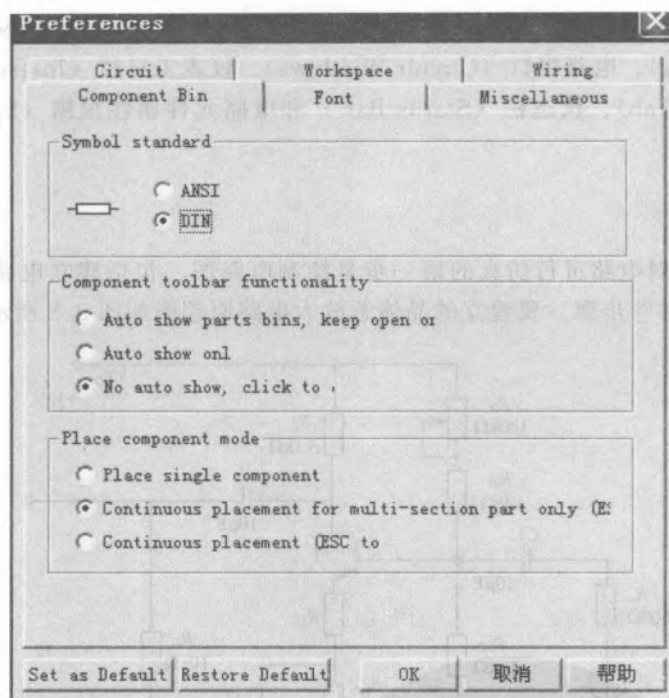 Preferences
Circuit Workspace Wiring
Component Bin Font Miscellaneous
Symbol standard
ANSI
DIN
Component toolbar functionality
Auto show parts bins, keep open or
Auto show onl
No auto show, click to
Place component mode
Place single component
Continuous placement for multi-section part only (ES
Continuous placement (ESC to
Set as Default Restore Default OK 取消 帮助